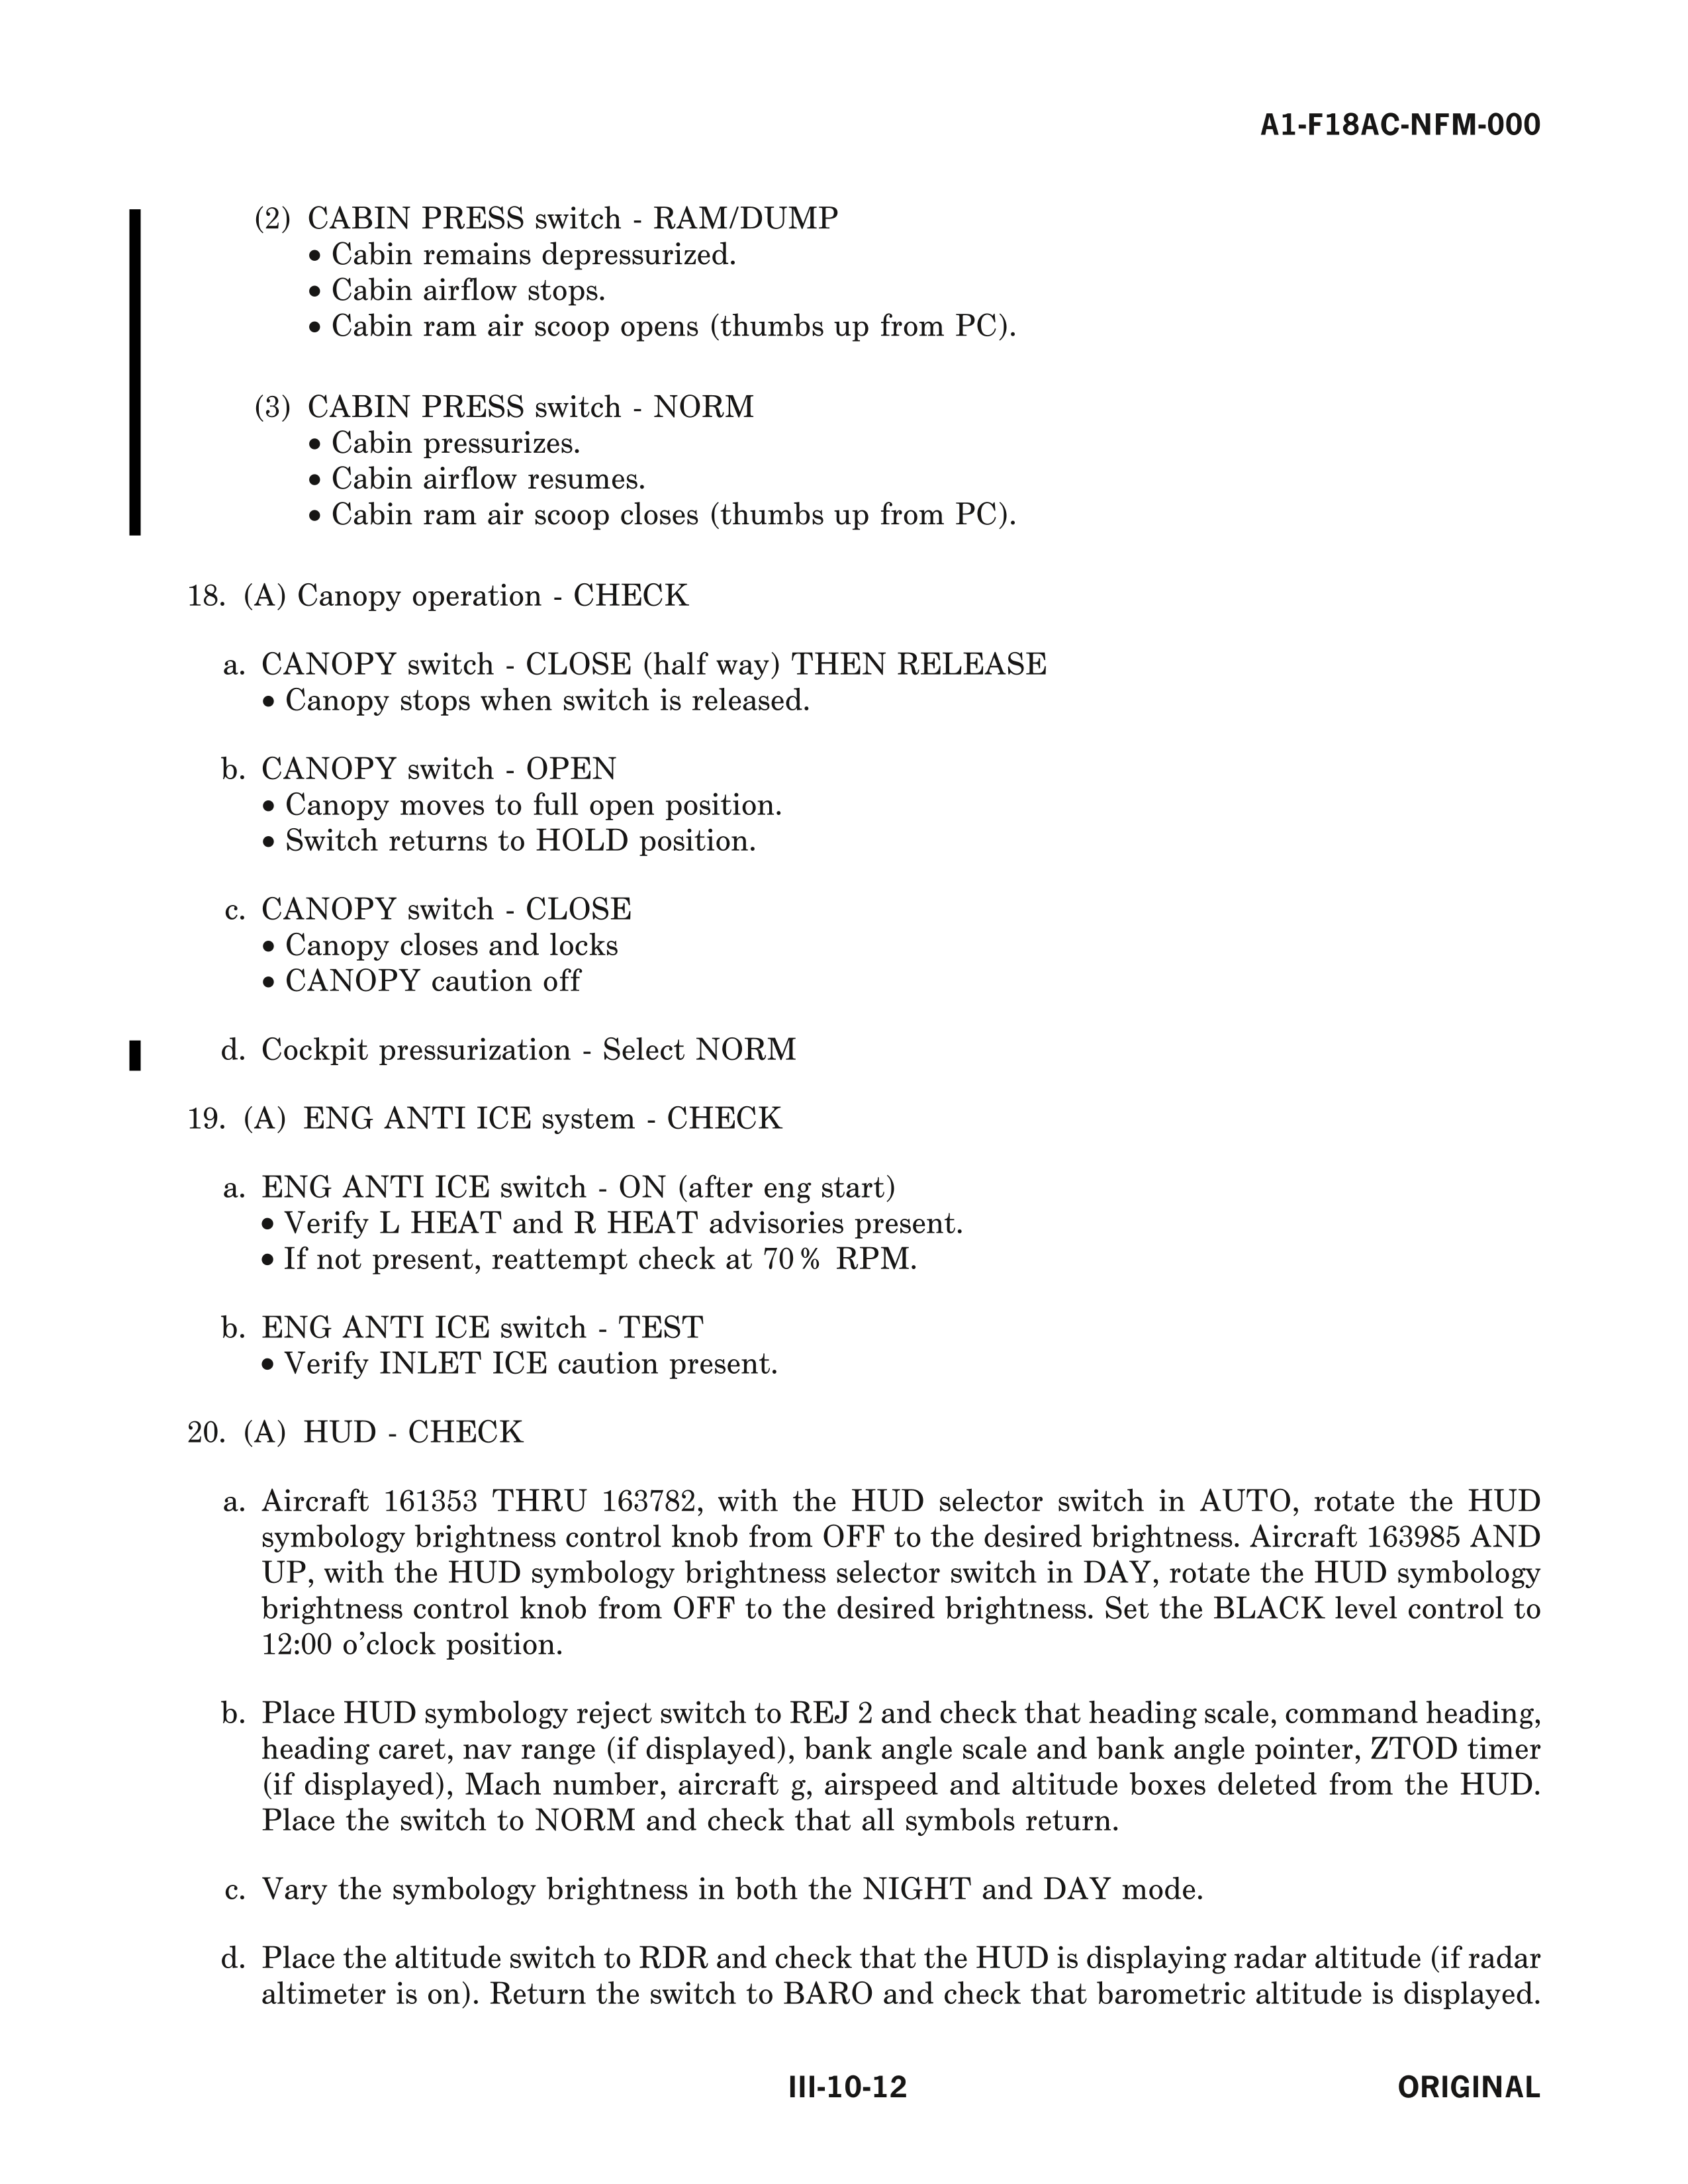 A1-F18AC-NFM-000
(2) CABIN PRESS switch - RAM/DUMP
• Cabin remains depressurized.
• Cabin airflow stops.
• Cabin ram air scoop opens (thumbs up from PC).
(3) CABIN PRESS switch - NORM
• Cabin pressurizes.
• Cabin airflow resumes.
• Cabin ram air scoop closes (thumbs up from PC).
18. (A) Canopy operation - CHECK
a. CANOPY switch - CLOSE (half way) THEN RELEASE
• Canopy stops when switch is released.
b. CANOPY switch - OPEN
• Canopy moves to full open position.
• Switch returns to HOLD position.
c. CANOPY switch - CLOSE
• Canopy closes and locks
• CANOPY caution off
d. Cockpit pressurization - Select NORM
19. (A) ENG ANTI ICE system - CHECK
a. ENG ANTI ICE switch - ON (after eng start)
• Verify L HEAT and R HEAT advisories present.
• If not present, reattempt check at 70% RPM.
b. ENG ANTI ICE switch - TEST
• Verify INLET ICE caution present.
20. (A) HUD - CHECK
a. Aircraft 161353 THRU 163782, with the HUD selector switch in AUTO, rotate the HUD
symbology brightness control knob from OFF to the desired brightness. Aircraft 163985 AND
UP, with the HUD symbology brightness selector switch in DAY, rotate the HUD symbology
brightness control knob from OFF to the desired brightness. Set the BLACK level control to
12:00 o’clock position.
b. Place HUD symbology reject switch to REJ 2 and check that heading scale, command heading,
heading caret, nav range (if displayed), bank angle scale and bank angle pointer, ZTOD timer
(if displayed), Mach number, aircraft g, airspeed and altitude boxes deleted from the HUD.
Place the switch to NORM and check that all symbols return.
c. Vary the symbology brightness in both the NIGHT and DAY mode.
d. Place the altitude switch to RDR and check that the HUD is displaying radar altitude (if radar
altimeter is on). Return the switch to BARO and check that barometric altitude is displayed.
III-10-12
ORIGINAL